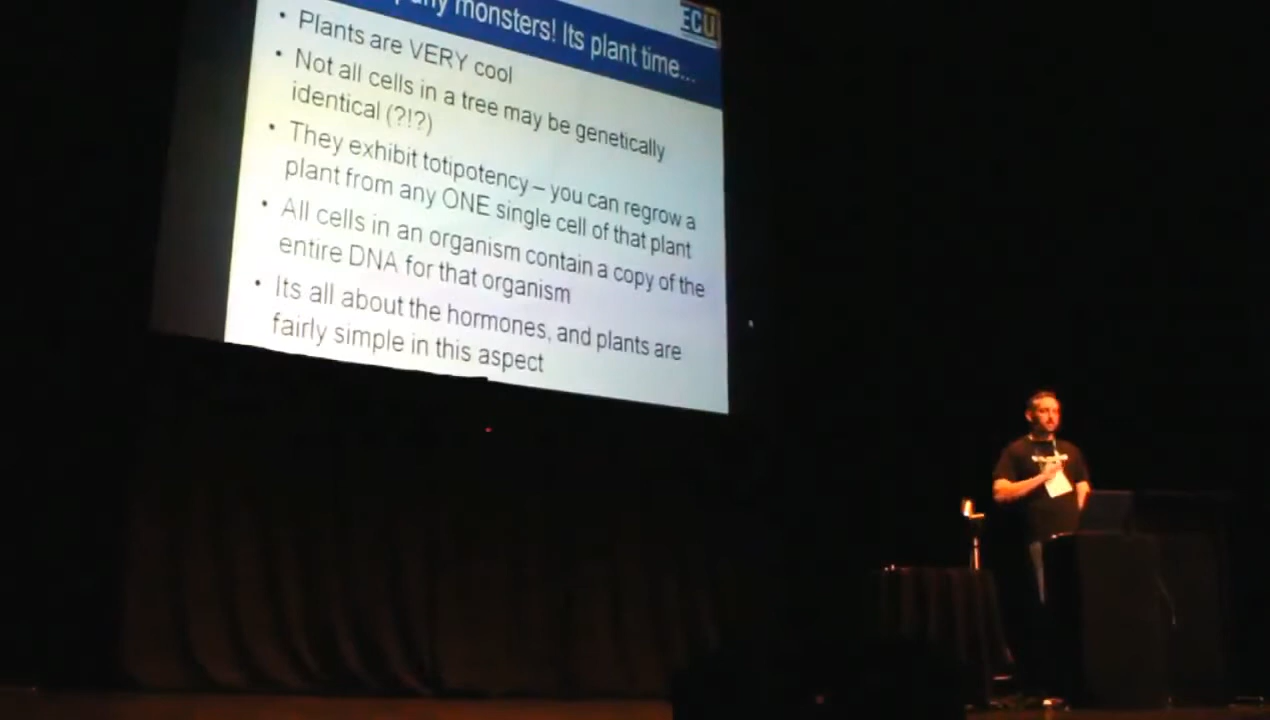 monsters! Its plant time...
ECU
• Plants are VERY cool
• Not all cells in a tree may be genetically
identical (?!?)
• They exhibit totipotency – you can regrow a
plant from any ONE single cell of that plant
• All cells in an organism contain a copy of the
entire DNA for that organism
• Its all about the hormones, and plants are
fairly simple in this aspect